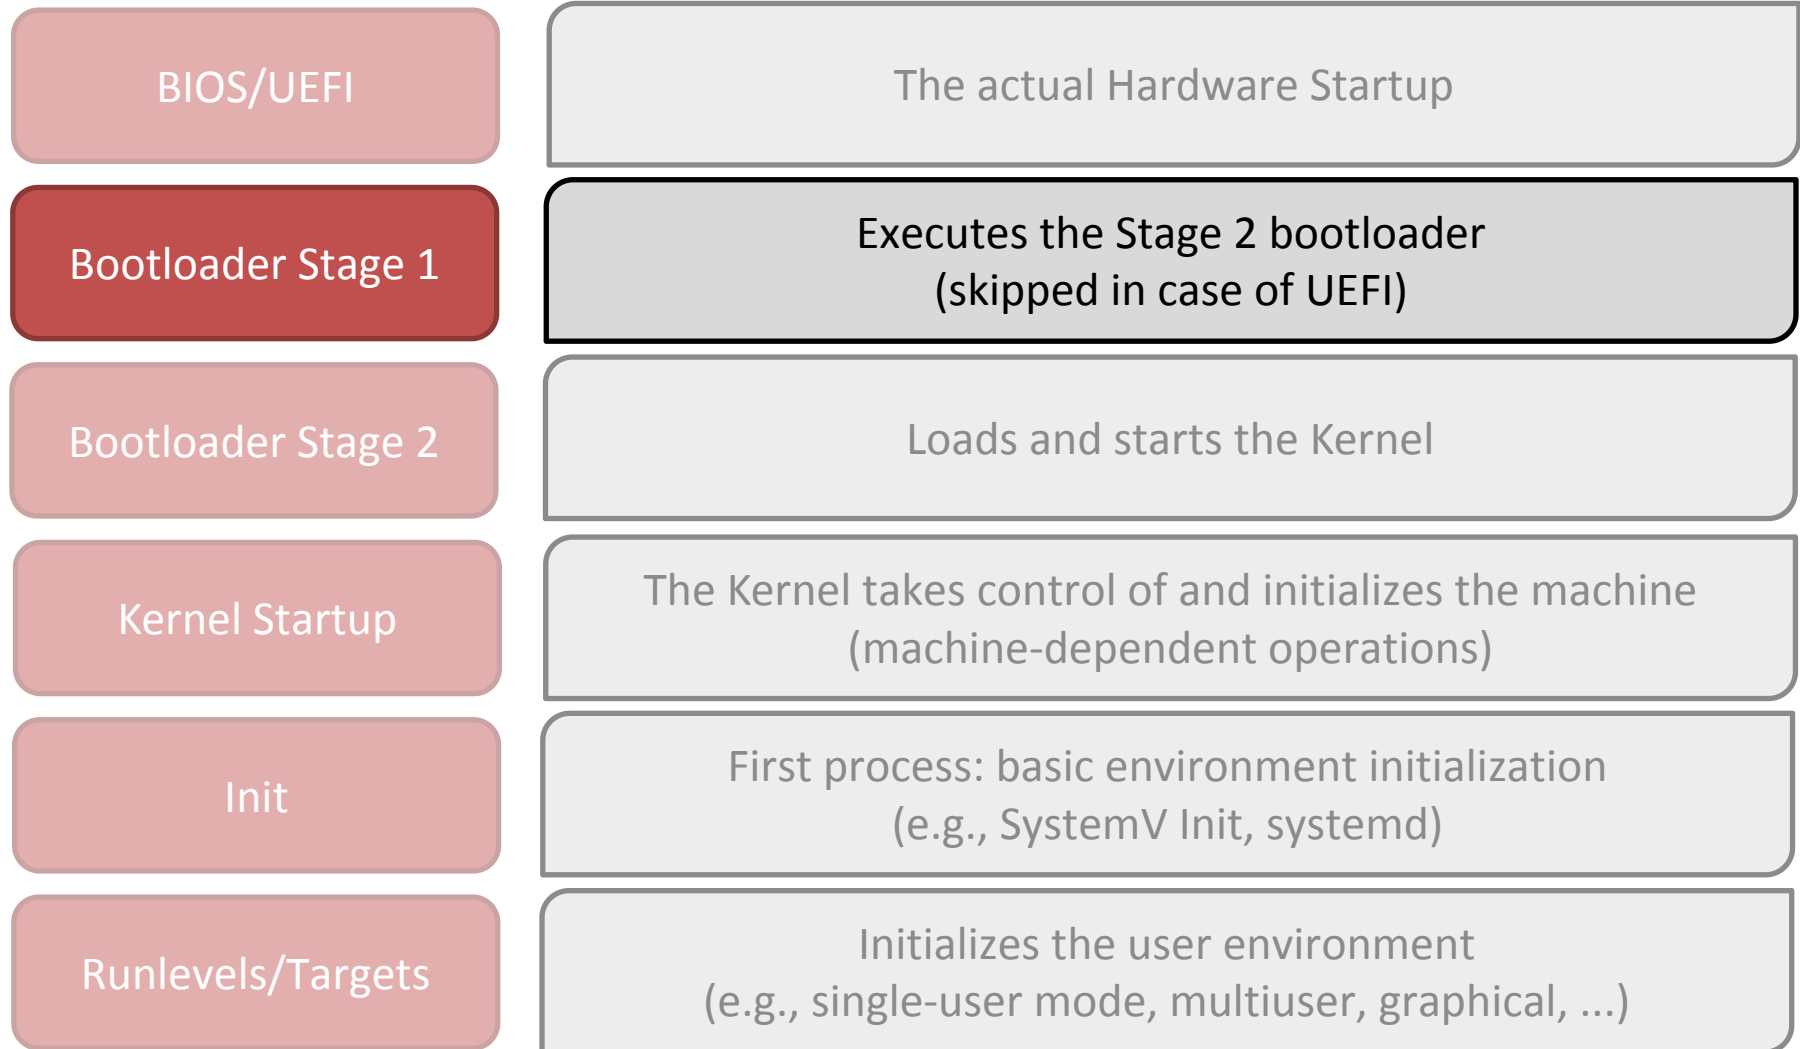 BIOS/UEFI
The actual Hardware Startup
Bootloader Stage 1
Executes the Stage 2 bootloader
(skipped in case of UEFI)
Bootloader Stage 2
Loads and starts the Kernel
Kernel Startup
The Kernel takes control of and initializes the machine
(machine-dependent operations)
Init
First process: basic environment initialization
(e.g., SystemV Init, systemd)
Runlevels/Targets
Initializes the user environment
(e.g., single-user mode, multiuser, graphical, ...)